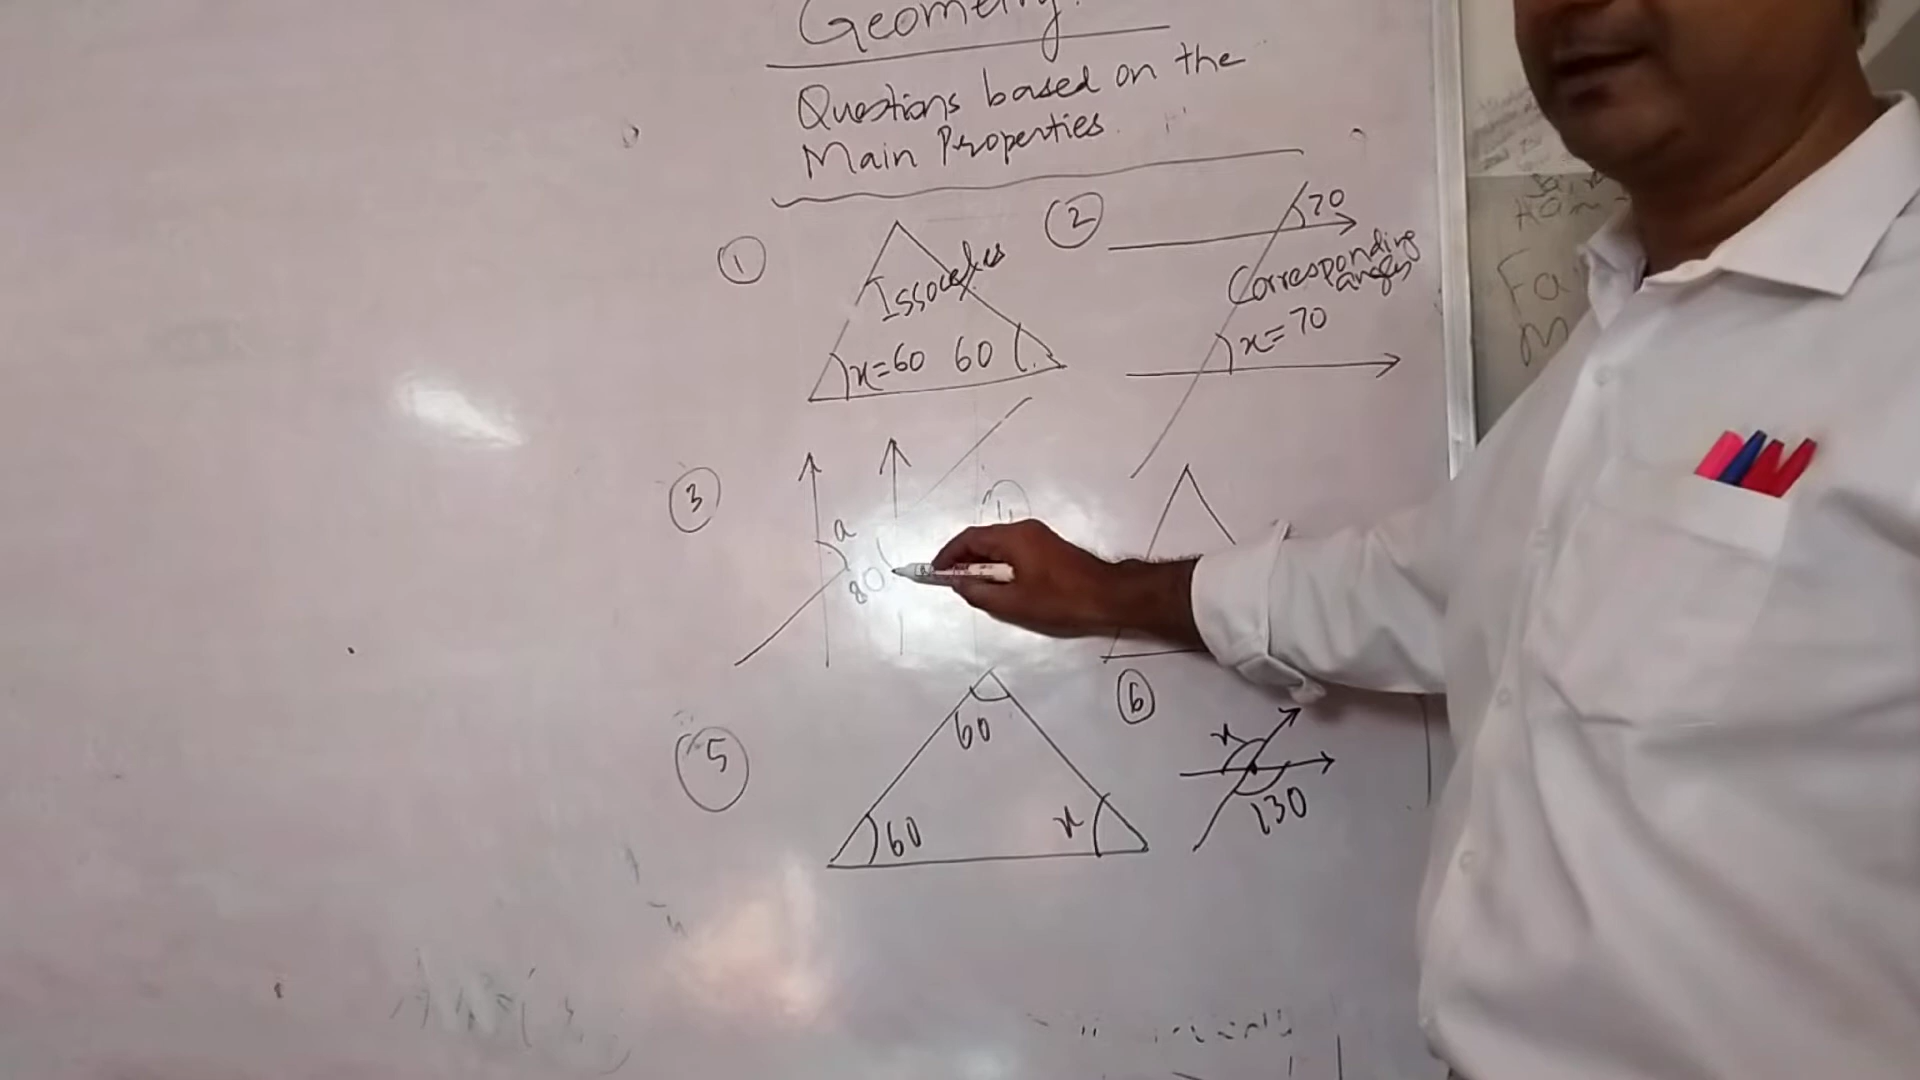 Geometry.
Questions based on the
Main Properties.
1
Issoceles
x=60 60
2
70
Corresponding
angles
x=70
3
a
80
5
60
60
x
6
x
130